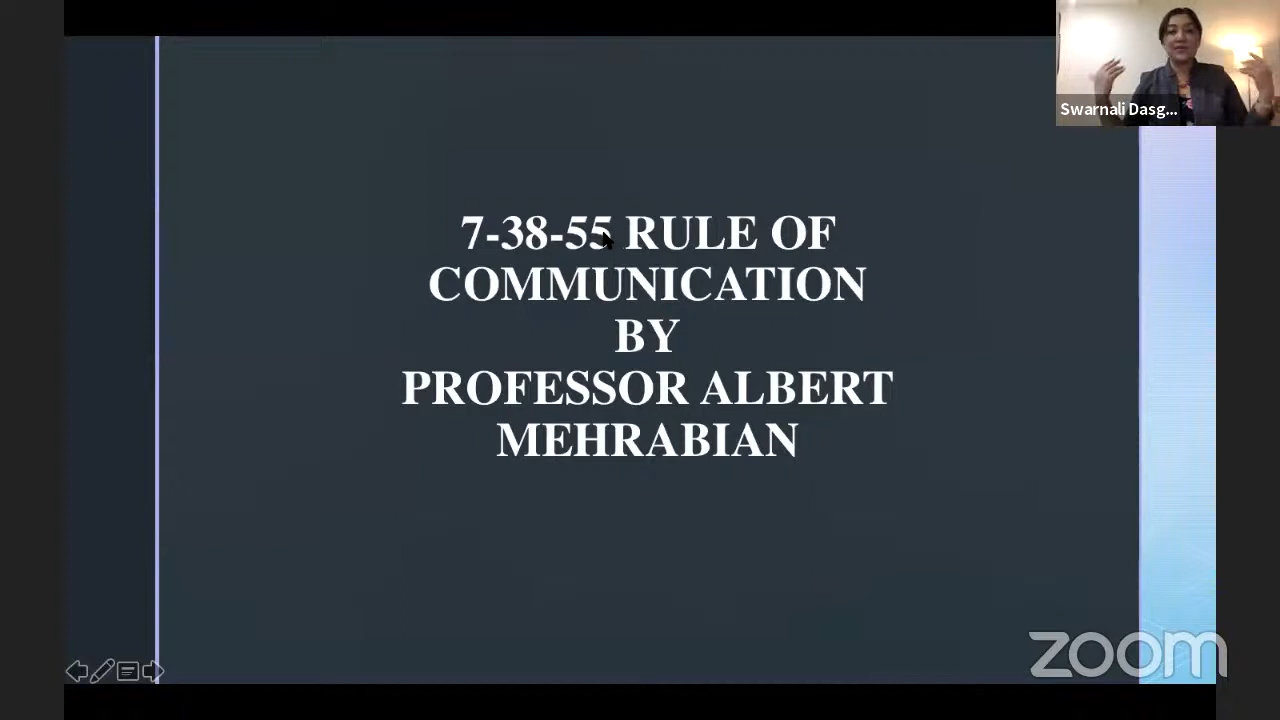 Swarnali Dasg...
7-38-55 RULE OF
COMMUNICATION
BY
PROFESSOR ALBERT
MEHRABIAN
zoom